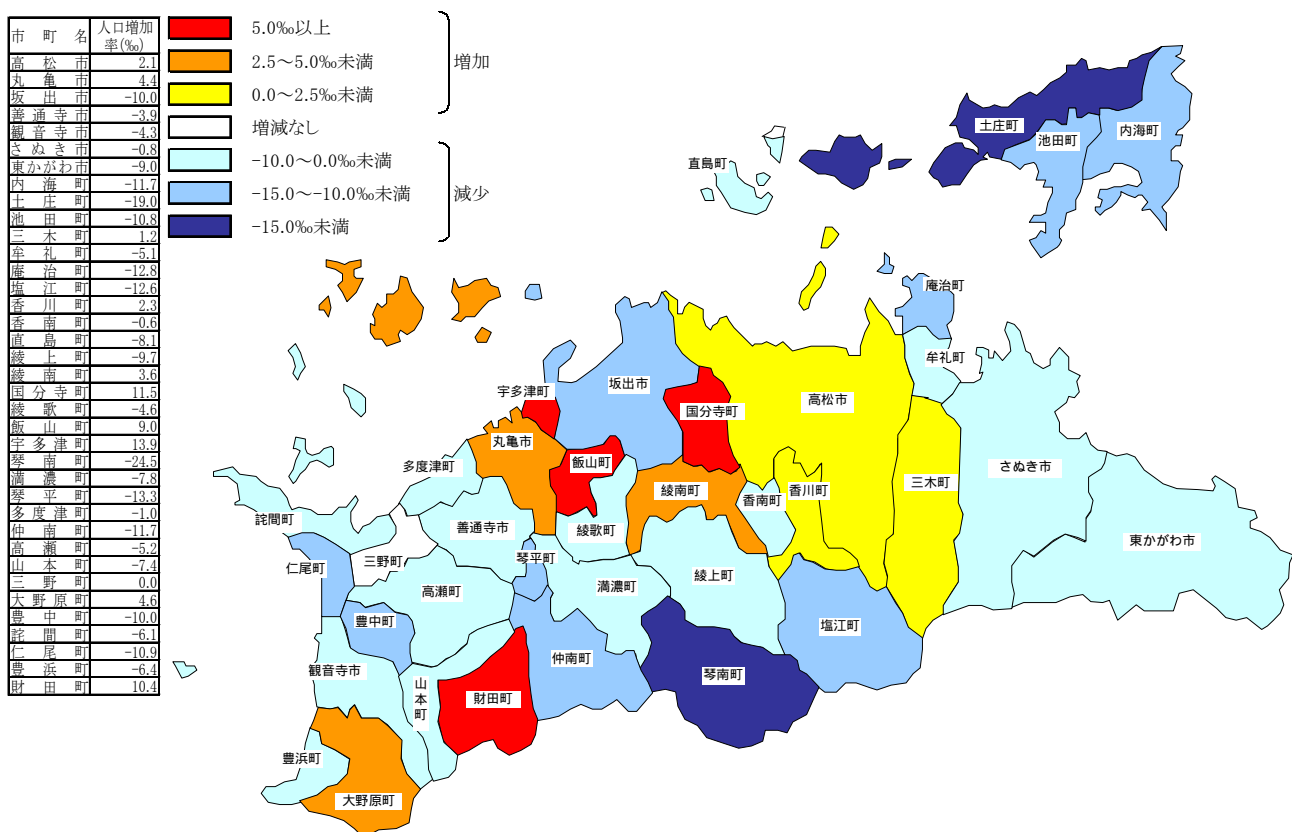 市町名 人口増加率(‰)
高松市 2.1
丸亀市 4.4
坂出市 -10.0
善通寺市 -3.9
観音寺市 -4.3
さぬき市 -0.8
東かがわ市 -9.0
内海町 -11.7
土庄町 -19.0
池田町 -10.8
三木町 1.2
牟礼町 -5.1
庵治町 -12.8
塩江町 -12.6
香川町 2.3
香南町 -0.6
直島町 -8.1
綾上町 -9.7
綾南町 3.6
国分寺町 11.5
綾歌町 -4.6
飯山町 9.0
宇多津町 13.9
琴南町 -24.5
満濃町 -7.8
琴平町 -13.3
多度津町 -1.0
仲南町 -11.7
高瀬町 -5.2
山本町 -7.4
三野町 0.0
大野原町 4.6
豊中町 -10.0
詫間町 -6.1
仁尾町 -10.9
豊浜町 -6.4
財田町 10.4
5.0‰以上
2.5～5.0‰未満
0.0～2.5‰未満
増加
増減なし
-10.0～0.0‰未満
-15.0～-10.0‰未満
-15.0‰未満
減少
土庄町
池田町
内海町
直島町
庵治町
牟礼町
宇多津町
坂出市
国分寺町
高松市
丸亀市
飯山町
多度津町
綾南町
香南町
香川町
三木町
さぬき市
詫間町
善通寺市
綾歌町
東かがわ市
三野町
琴平町
仁尾町
高瀬町
満濃町
綾上町
豊中町
塩江町
仲南町
観音寺市
山本町
財田町
琴南町
豊浜町
大野原町